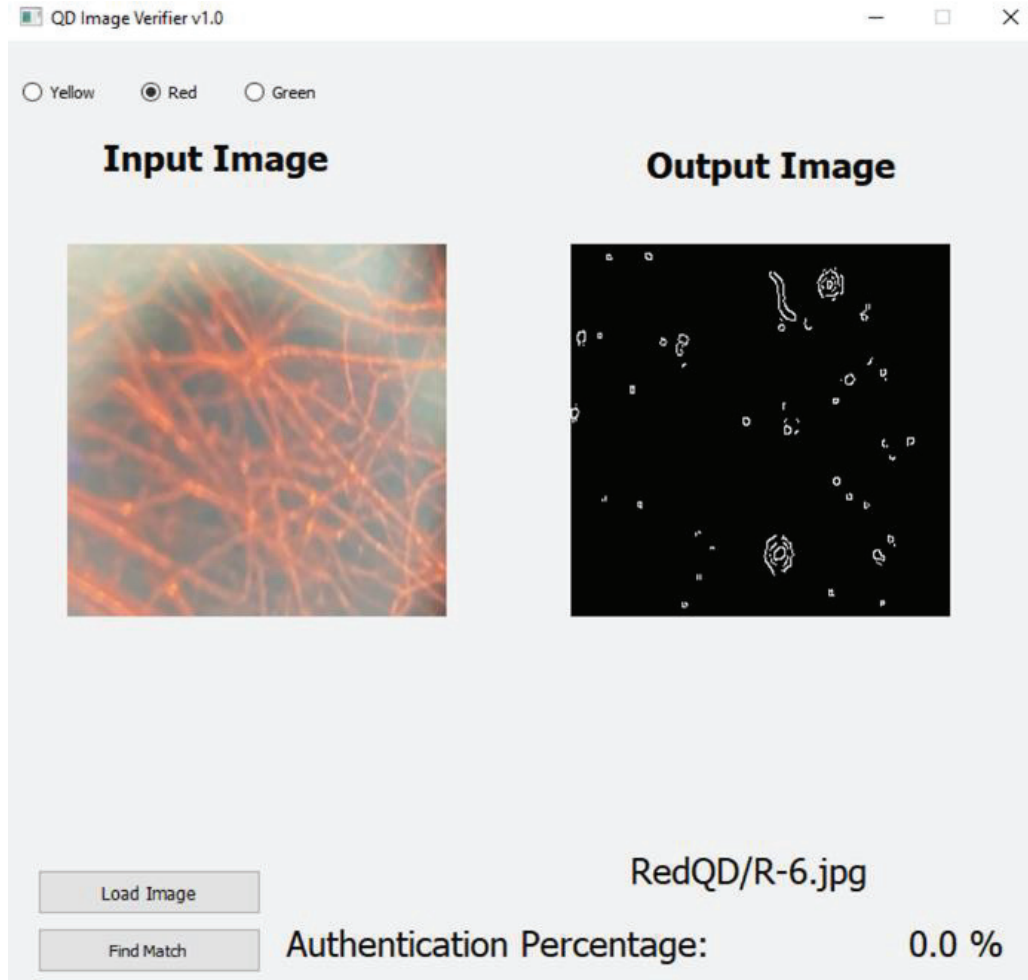 QD Image Verifier v1.0
Yellow Red Green
Input Image
Output Image
RedQD/R-6.jpg
Load Image
Find Match
Authentication Percentage: 0.0 %